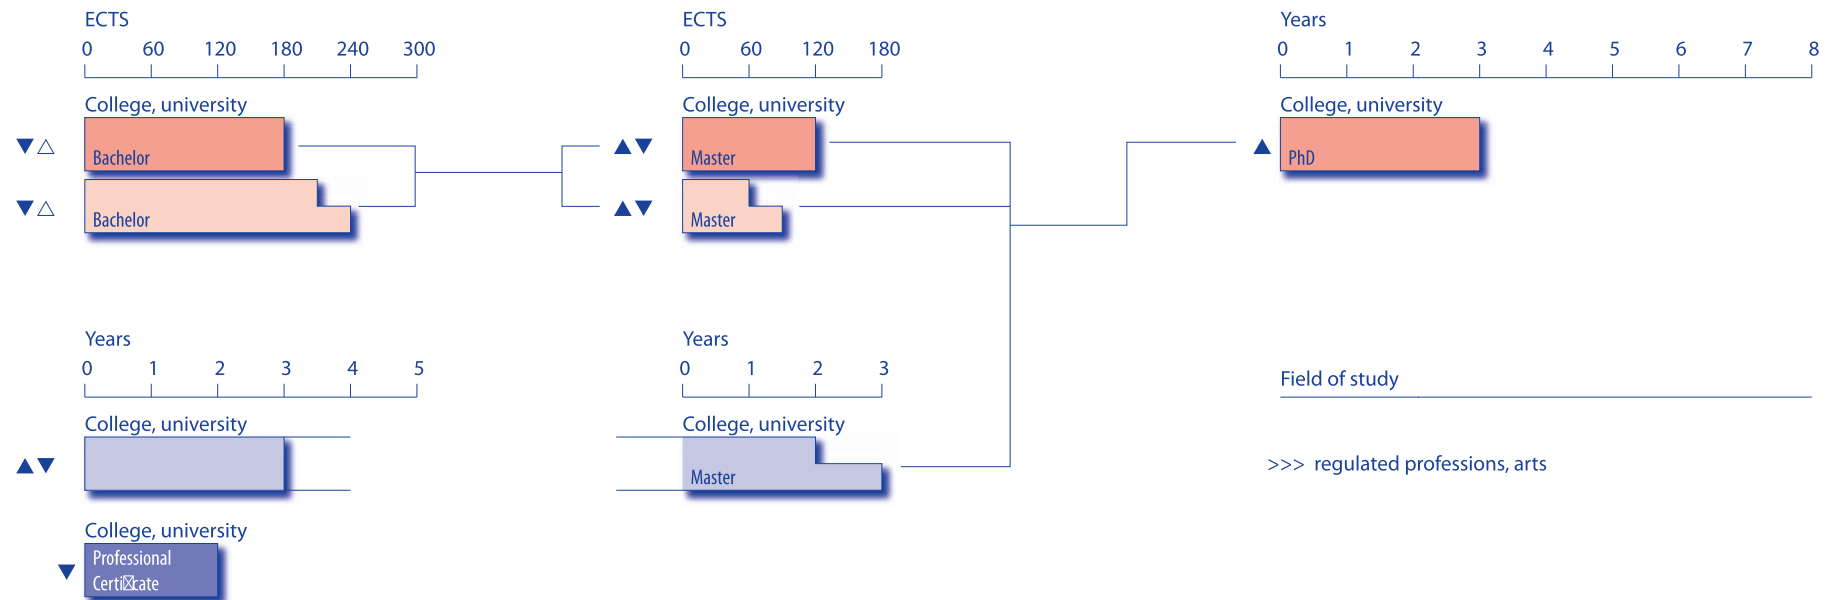 ECTS
0 60 120 180 240 300
College, university
Bachelor
Bachelor
ECTS
0 60 120 180
College, university
Master
Master
Years
0 1 2 3 4 5 6 7 8
College, university
PhD
Years
0 1 2 3 4 5
College, university
College, university
Professional
Certi☒cate
Years
0 1 2 3
College, university
Master
Field of study
>>> regulated professions, arts